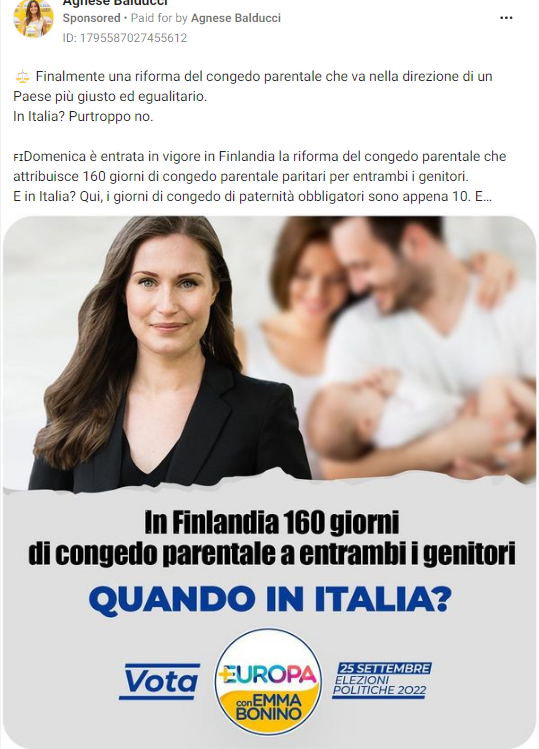 Agnese Balducci
Sponsored • Paid for by Agnese Balducci
ID: 1795587027455612
⚖️ Finalmente una riforma del congedo parentale che va nella direzione di un
Paese più giusto ed egualitario.
In Italia? Purtroppo no.
🇫🇮Domenica è entrata in vigore in Finlandia la riforma del congedo parentale che
attribuisce 160 giorni di congedo parentale paritari per entrambi i genitori.
E in Italia? Qui, i giorni di congedo di paternità obbligatori sono appena 10. E...
In Finlandia 160 giorni
di congedo parentale a entrambi i genitori
QUANDO IN ITALIA?
Vota
+EUROPA
con EMMA
BONINO
25 SETTEMBRE
ELEZIONI
POLITICHE 2022